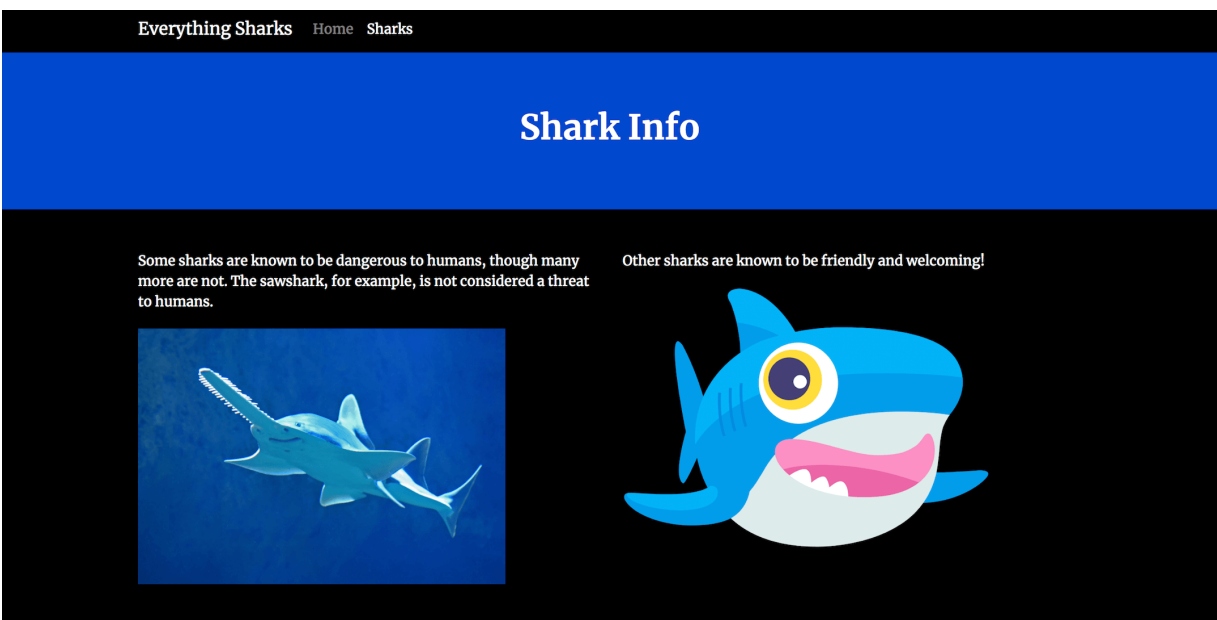 Everything Sharks Home Sharks
Shark Info
Some sharks are known to be dangerous to humans, though many
more are not. The sawshark, for example, is not considered a threat
to humans.
Other sharks are known to be friendly and welcoming!